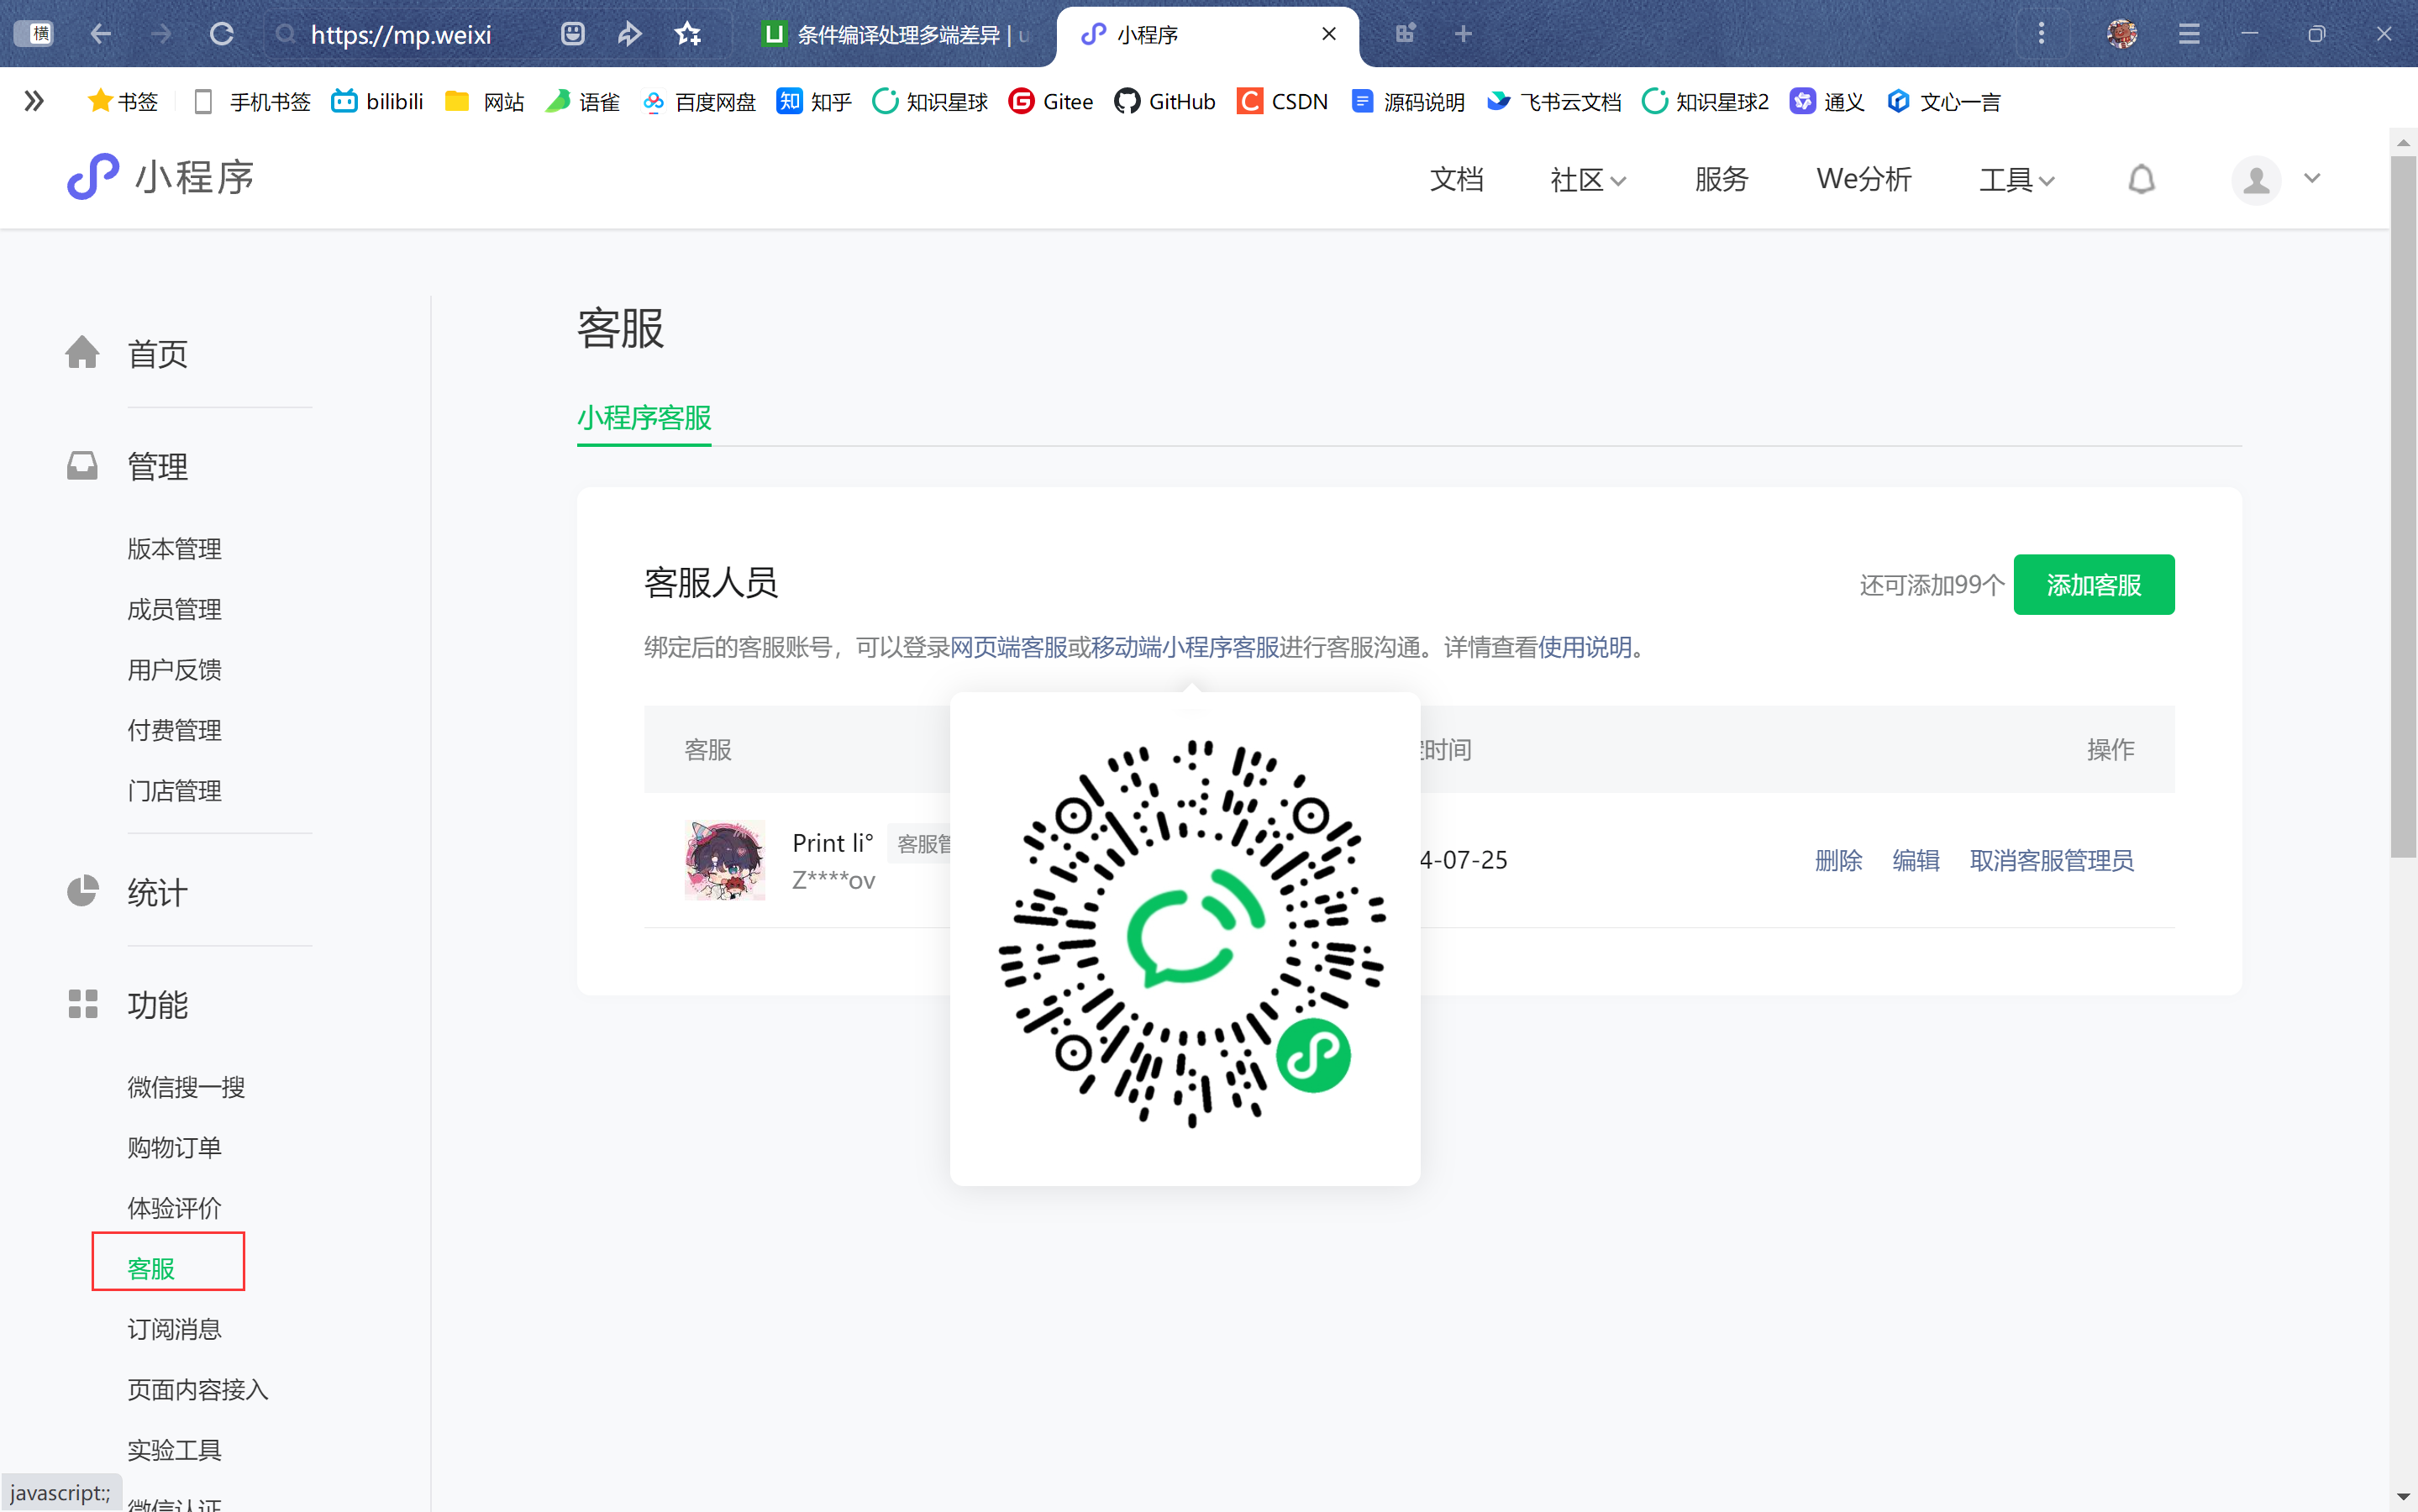 横
https://mp.weixi
条件编译处理多端差异 | u
小程序
书签
手机书签
bilibili
网站
语雀
百度网盘
知乎
知识星球
Gitee
GitHub
CSDN
源码说明
飞书云文档
知识星球2
通义
文心一言
小程序
文档
社区
服务
We分析
工具
首页
管理
版本管理
成员管理
用户反馈
付费管理
门店管理
统计
功能
微信搜一搜
购物订单
体验评价
客服
订阅消息
页面内容接入
实验工具
微信认证
javascript:;
客服
小程序客服
客服人员
还可添加99个
添加客服
绑定后的客服账号，可以登录网页端客服或移动端小程序客服进行客服沟通。详情查看使用说明。
客服
时间
操作
Print li°
客服管
Z****ov
4-07-25
删除
编辑
取消客服管理员